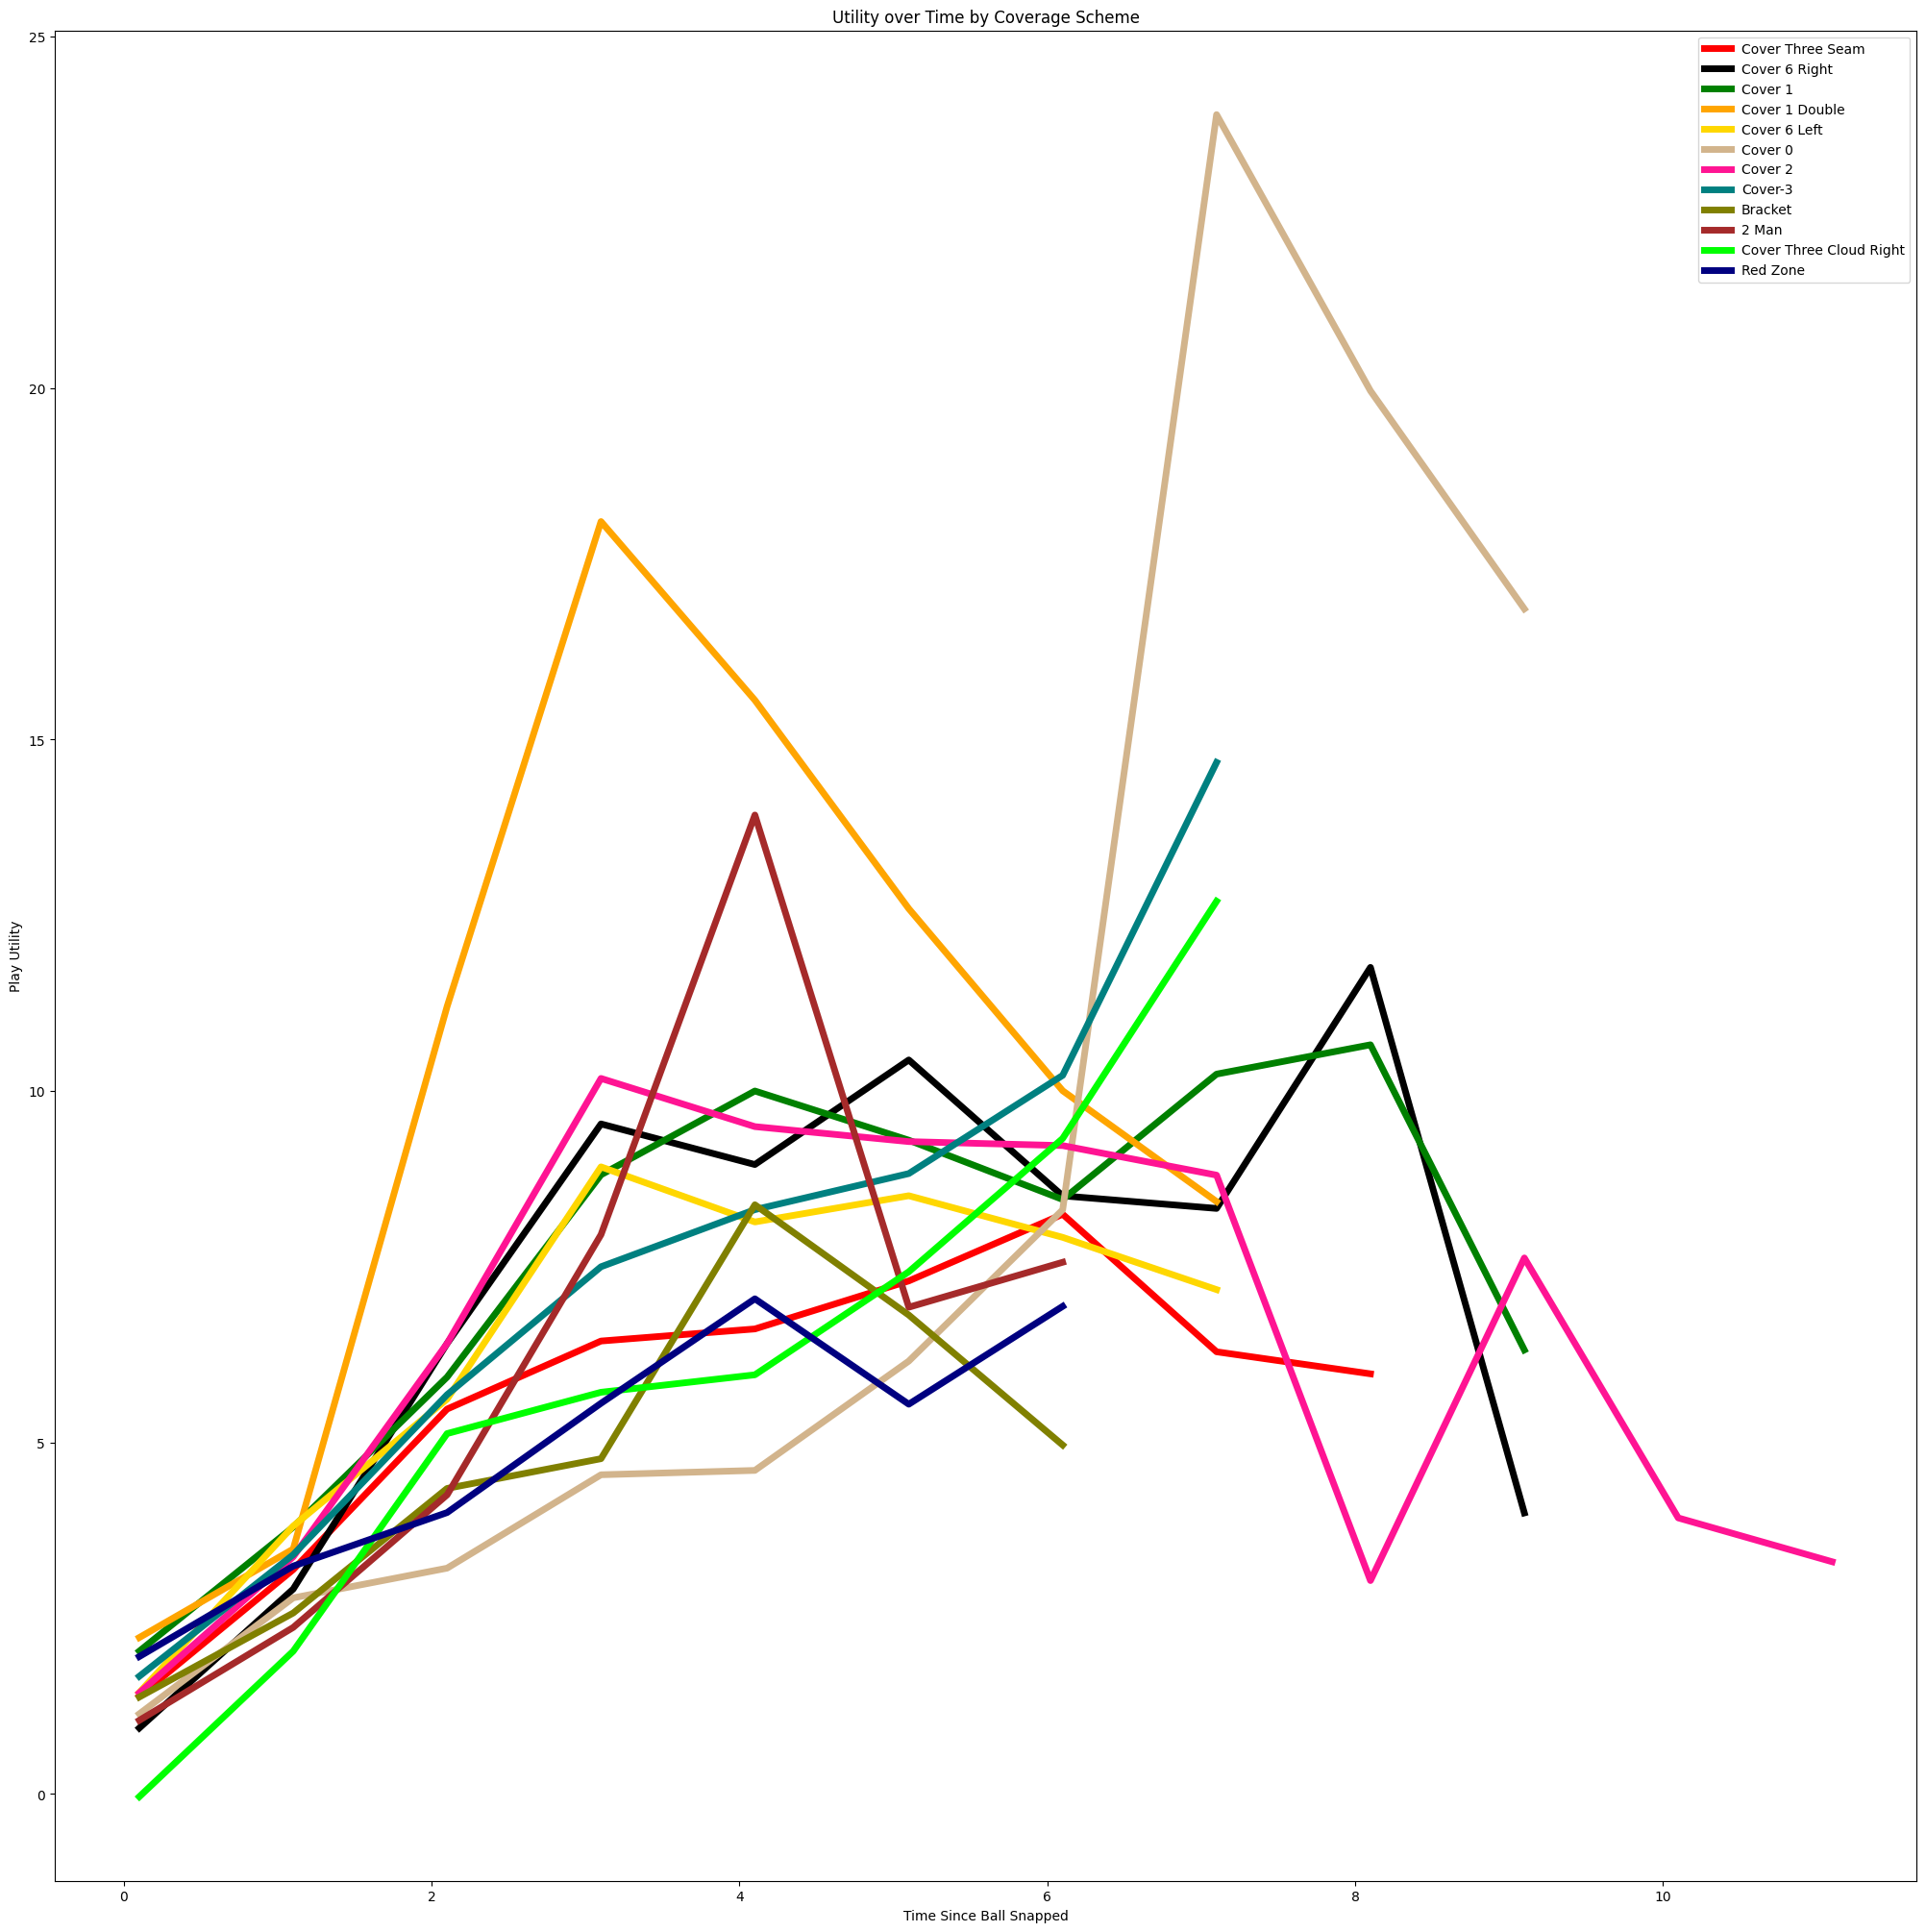 Utility over Time by Coverage Scheme
25
20
15
10
5
0
Play Utility
Cover Three Seam
Cover 6 Right
Cover 1
Cover 1 Double
Cover 6 Left
Cover 0
Cover 2
Cover-3
Bracket
2 Man
Cover Three Cloud Right
Red Zone
0 2 4 6 8 10
Time Since Ball Snapped